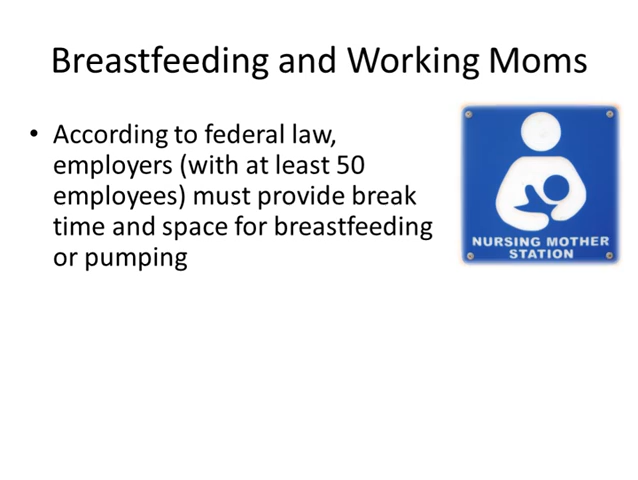 Breastfeeding and Working Moms
• According to federal law,
employers (with at least 50
employees) must provide break
time and space for breastfeeding
or pumping
NURSING MOTHER
STATION